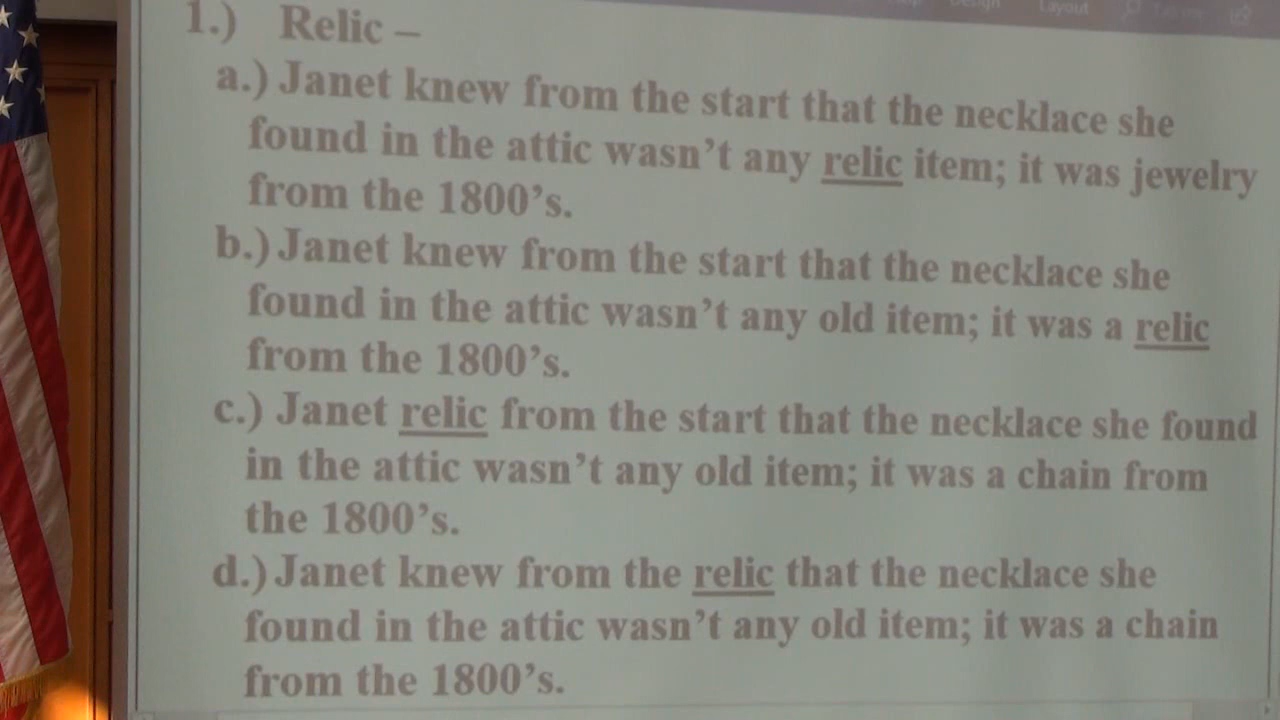 Design Layout
1.) Relic –
a.) Janet knew from the start that the necklace she
found in the attic wasn’t any relic item; it was jewelry
from the 1800’s.
b.) Janet knew from the start that the necklace she
found in the attic wasn’t any old item; it was a relic
from the 1800’s.
c.) Janet relic from the start that the necklace she found
in the attic wasn’t any old item; it was a chain from
the 1800’s.
d.) Janet knew from the relic that the necklace she
found in the attic wasn’t any old item; it was a chain
from the 1800’s.